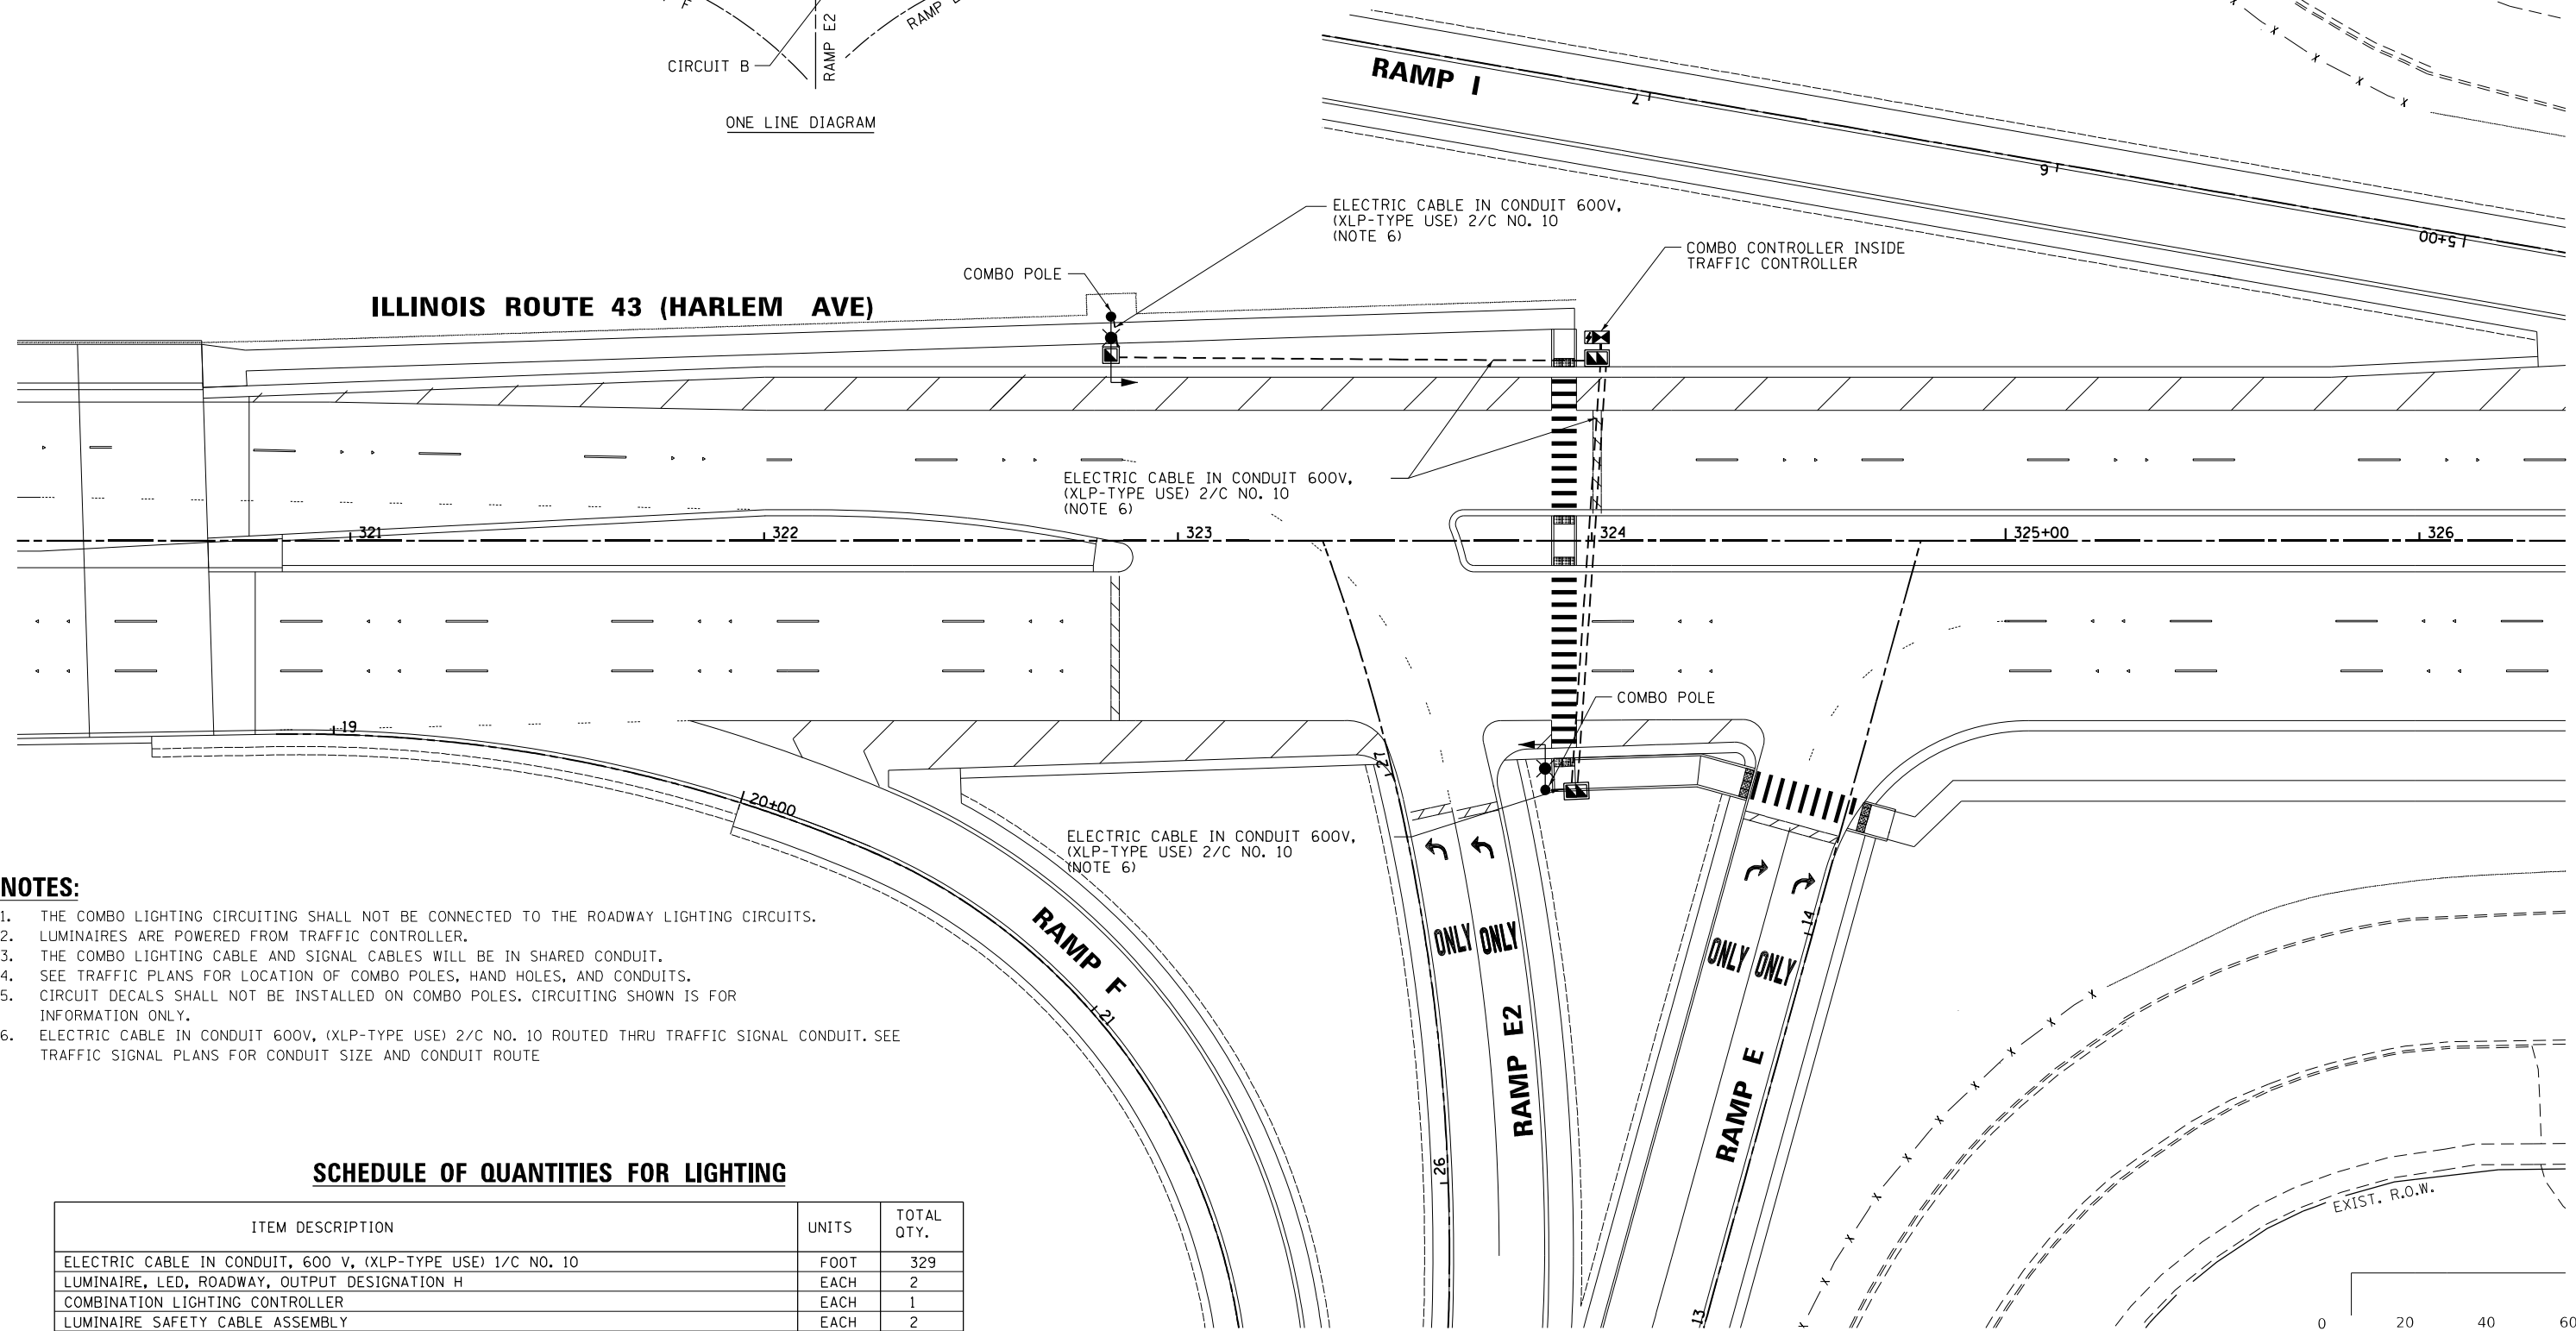 F
RAMP E2
RAMP
CIRCUIT B
ONE LINE DIAGRAM
RAMP I
7
6
5+00
ELECTRIC CABLE IN CONDUIT 600V,
(XLP-TYPE USE) 2/C NO. 10
(NOTE 6)
COMBO CONTROLLER INSIDE
TRAFFIC CONTROLLER
COMBO POLE
ILLINOIS ROUTE 43 (HARLEM AVE)
ELECTRIC CABLE IN CONDUIT 600V,
(XLP-TYPE USE) 2/C NO. 10
(NOTE 6)
321
322
323
324
325+00
326
COMBO POLE
19
27
20+00
ELECTRIC CABLE IN CONDUIT 600V,
(XLP-TYPE USE) 2/C NO. 10
(NOTE 6)
RAMP F
21
ONLY ONLY
ONLY ONLY
14
RAMP E2
RAMP E
26
13
EXIST. R.O.W.
NOTES:
1. THE COMBO LIGHTING CIRCUITING SHALL NOT BE CONNECTED TO THE ROADWAY LIGHTING CIRCUITS.
2. LUMINAIRES ARE POWERED FROM TRAFFIC CONTROLLER.
3. THE COMBO LIGHTING CABLE AND SIGNAL CABLES WILL BE IN SHARED CONDUIT.
4. SEE TRAFFIC PLANS FOR LOCATION OF COMBO POLES, HAND HOLES, AND CONDUITS.
5. CIRCUIT DECALS SHALL NOT BE INSTALLED ON COMBO POLES. CIRCUITING SHOWN IS FOR
INFORMATION ONLY.
6. ELECTRIC CABLE IN CONDUIT 600V, (XLP-TYPE USE) 2/C NO. 10 ROUTED THRU TRAFFIC SIGNAL CONDUIT. SEE
TRAFFIC SIGNAL PLANS FOR CONDUIT SIZE AND CONDUIT ROUTE
SCHEDULE OF QUANTITIES FOR LIGHTING
ITEM DESCRIPTION UNITS TOTAL
QTY.
ELECTRIC CABLE IN CONDUIT, 600 V, (XLP-TYPE USE) 1/C NO. 10 FOOT 329
LUMINAIRE, LED, ROADWAY, OUTPUT DESIGNATION H EACH 2
COMBINATION LIGHTING CONTROLLER EACH 1
LUMINAIRE SAFETY CABLE ASSEMBLY EACH 2
0 20 40 60